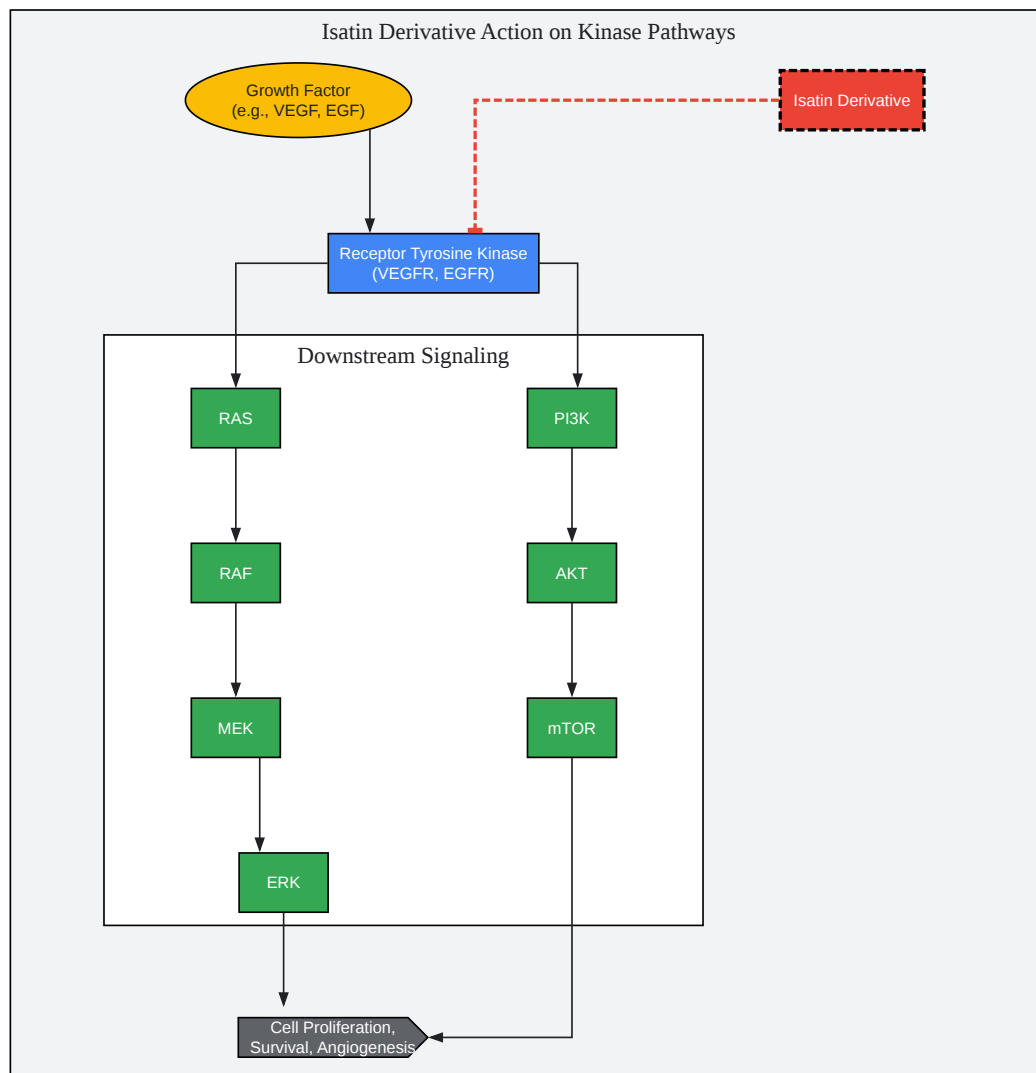 Isatin Derivative Action on Kinase Pathways
Growth Factor
(e.g., VEGF, EGF)
Isatin Derivative
Receptor Tyrosine Kinase
(VEGFR, EGFR)
Downstream Signaling
RAS
PI3K
RAF
AKT
MEK
mTOR
ERK
Cell Proliferation,
Survival, Angiogenesis